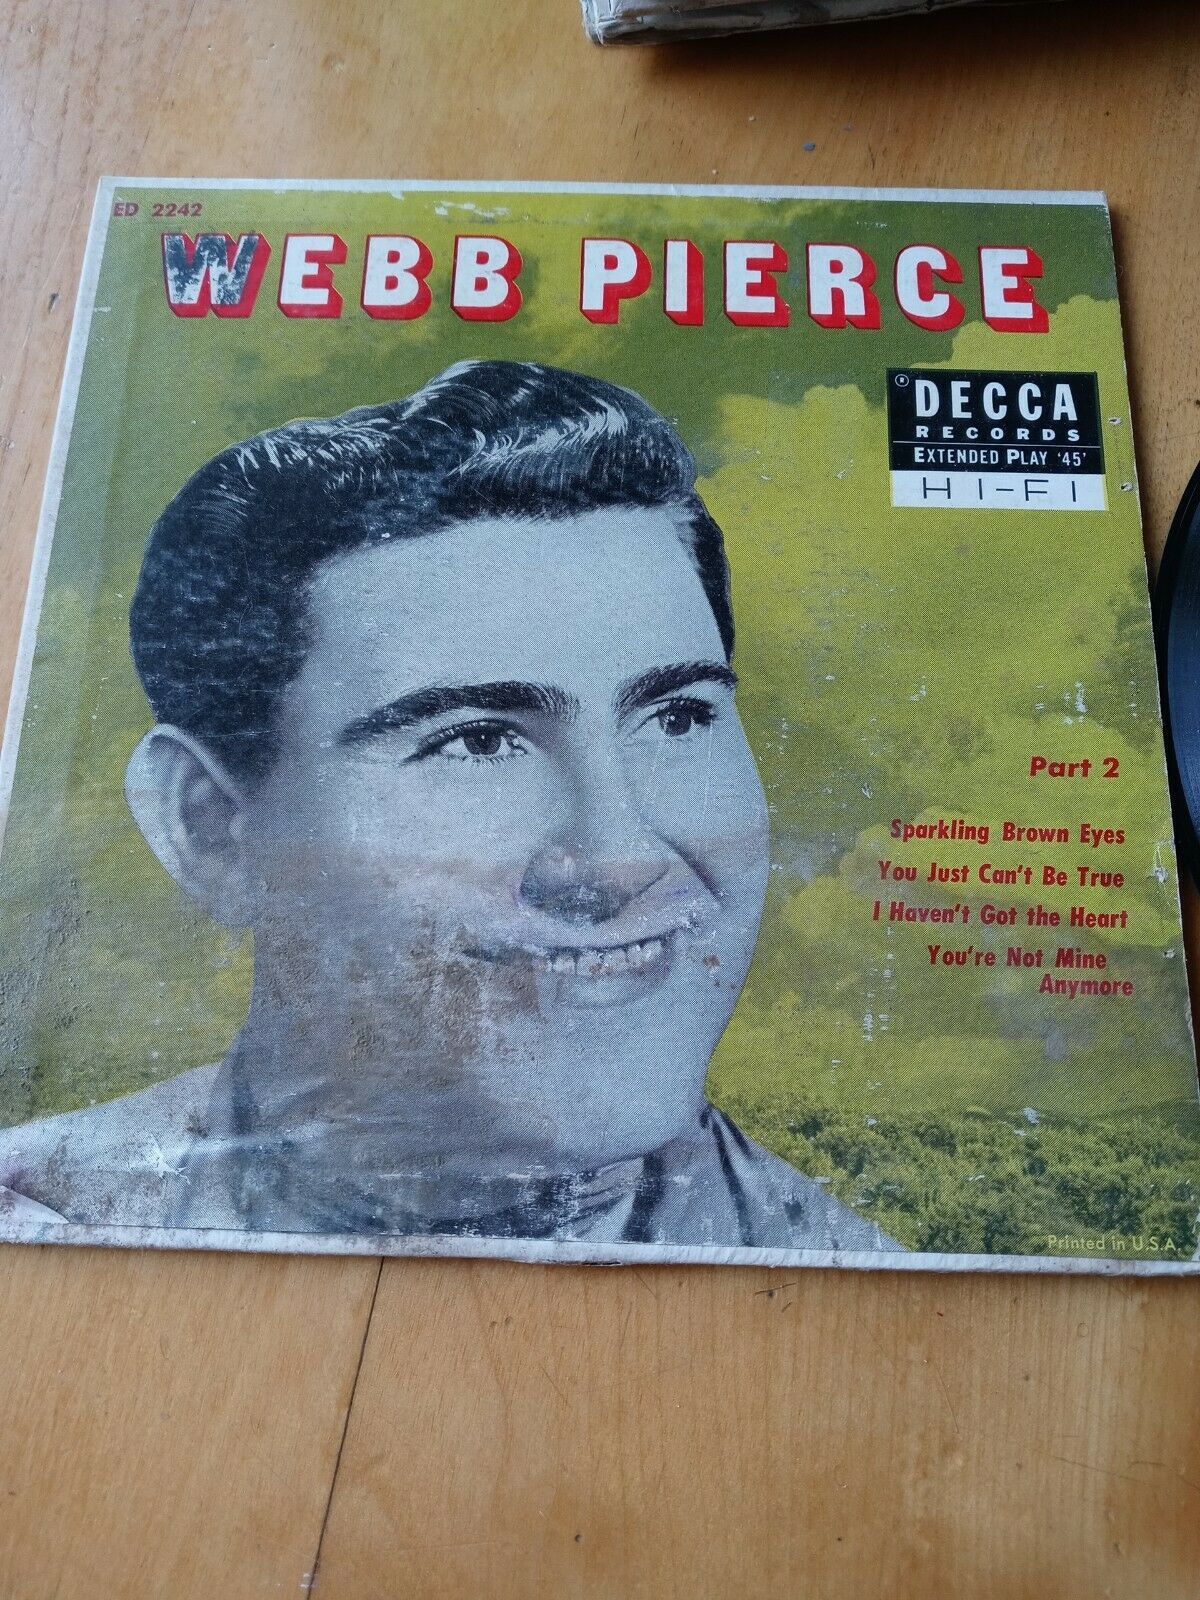 ED 2242
WEBB PIERCE
® DECCA
RECORDS
EXTENDED PLAY '45'
HI-FI
Part 2
Sparkling Brown Eyes
You Just Can't Be True
I Haven't Got the Heart
You're Not Mine
Anymore
Printed in U.S.A.